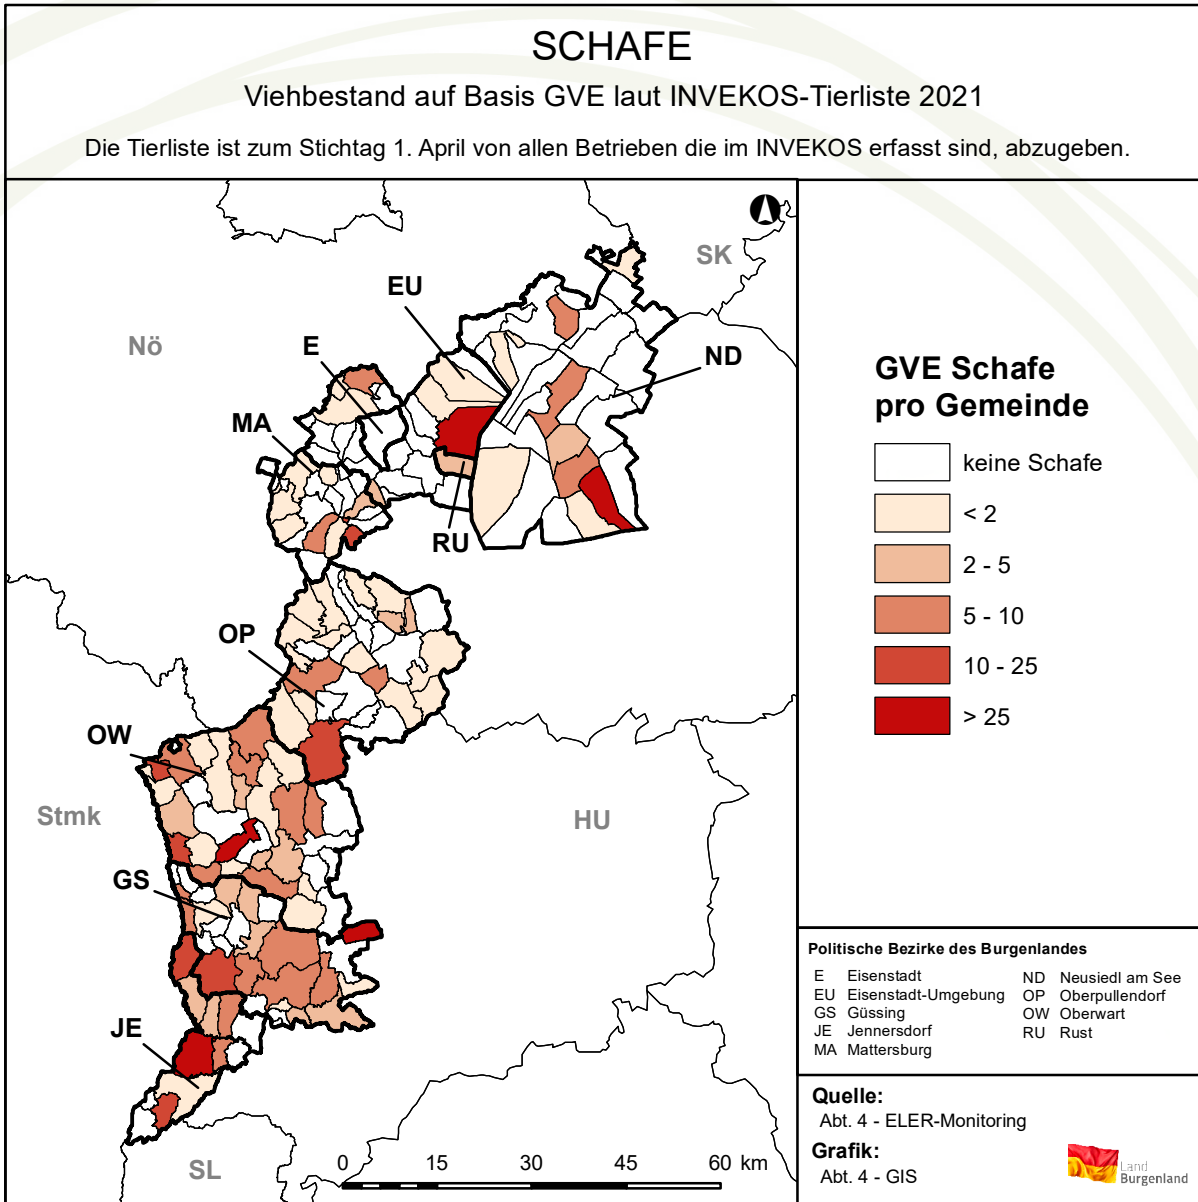 SCHAFE
Viehbestand auf Basis GVE laut INVEKOS-Tierliste 2021
Die Tierliste ist zum Stichtag 1. April von allen Betrieben die im INVEKOS erfasst sind, abzugeben.
SK
EU
Nö
E
ND
MA
RU
OP
OW
Stmk
HU
GS
JE
SL
0 15 30 45 60 km
GVE Schafe
pro Gemeinde
keine Schafe
< 2
2 - 5
5 - 10
10 - 25
> 25
Politische Bezirke des Burgenlandes
E Eisenstadt
EU Eisenstadt-Umgebung
GS Güssing
JE Jennersdorf
MA Mattersburg
ND Neusiedl am See
OP Oberpullendorf
OW Oberwart
RU Rust
Quelle:
Abt. 4 - ELER-Monitoring
Grafik:
Abt. 4 - GIS
Land
Burgenland